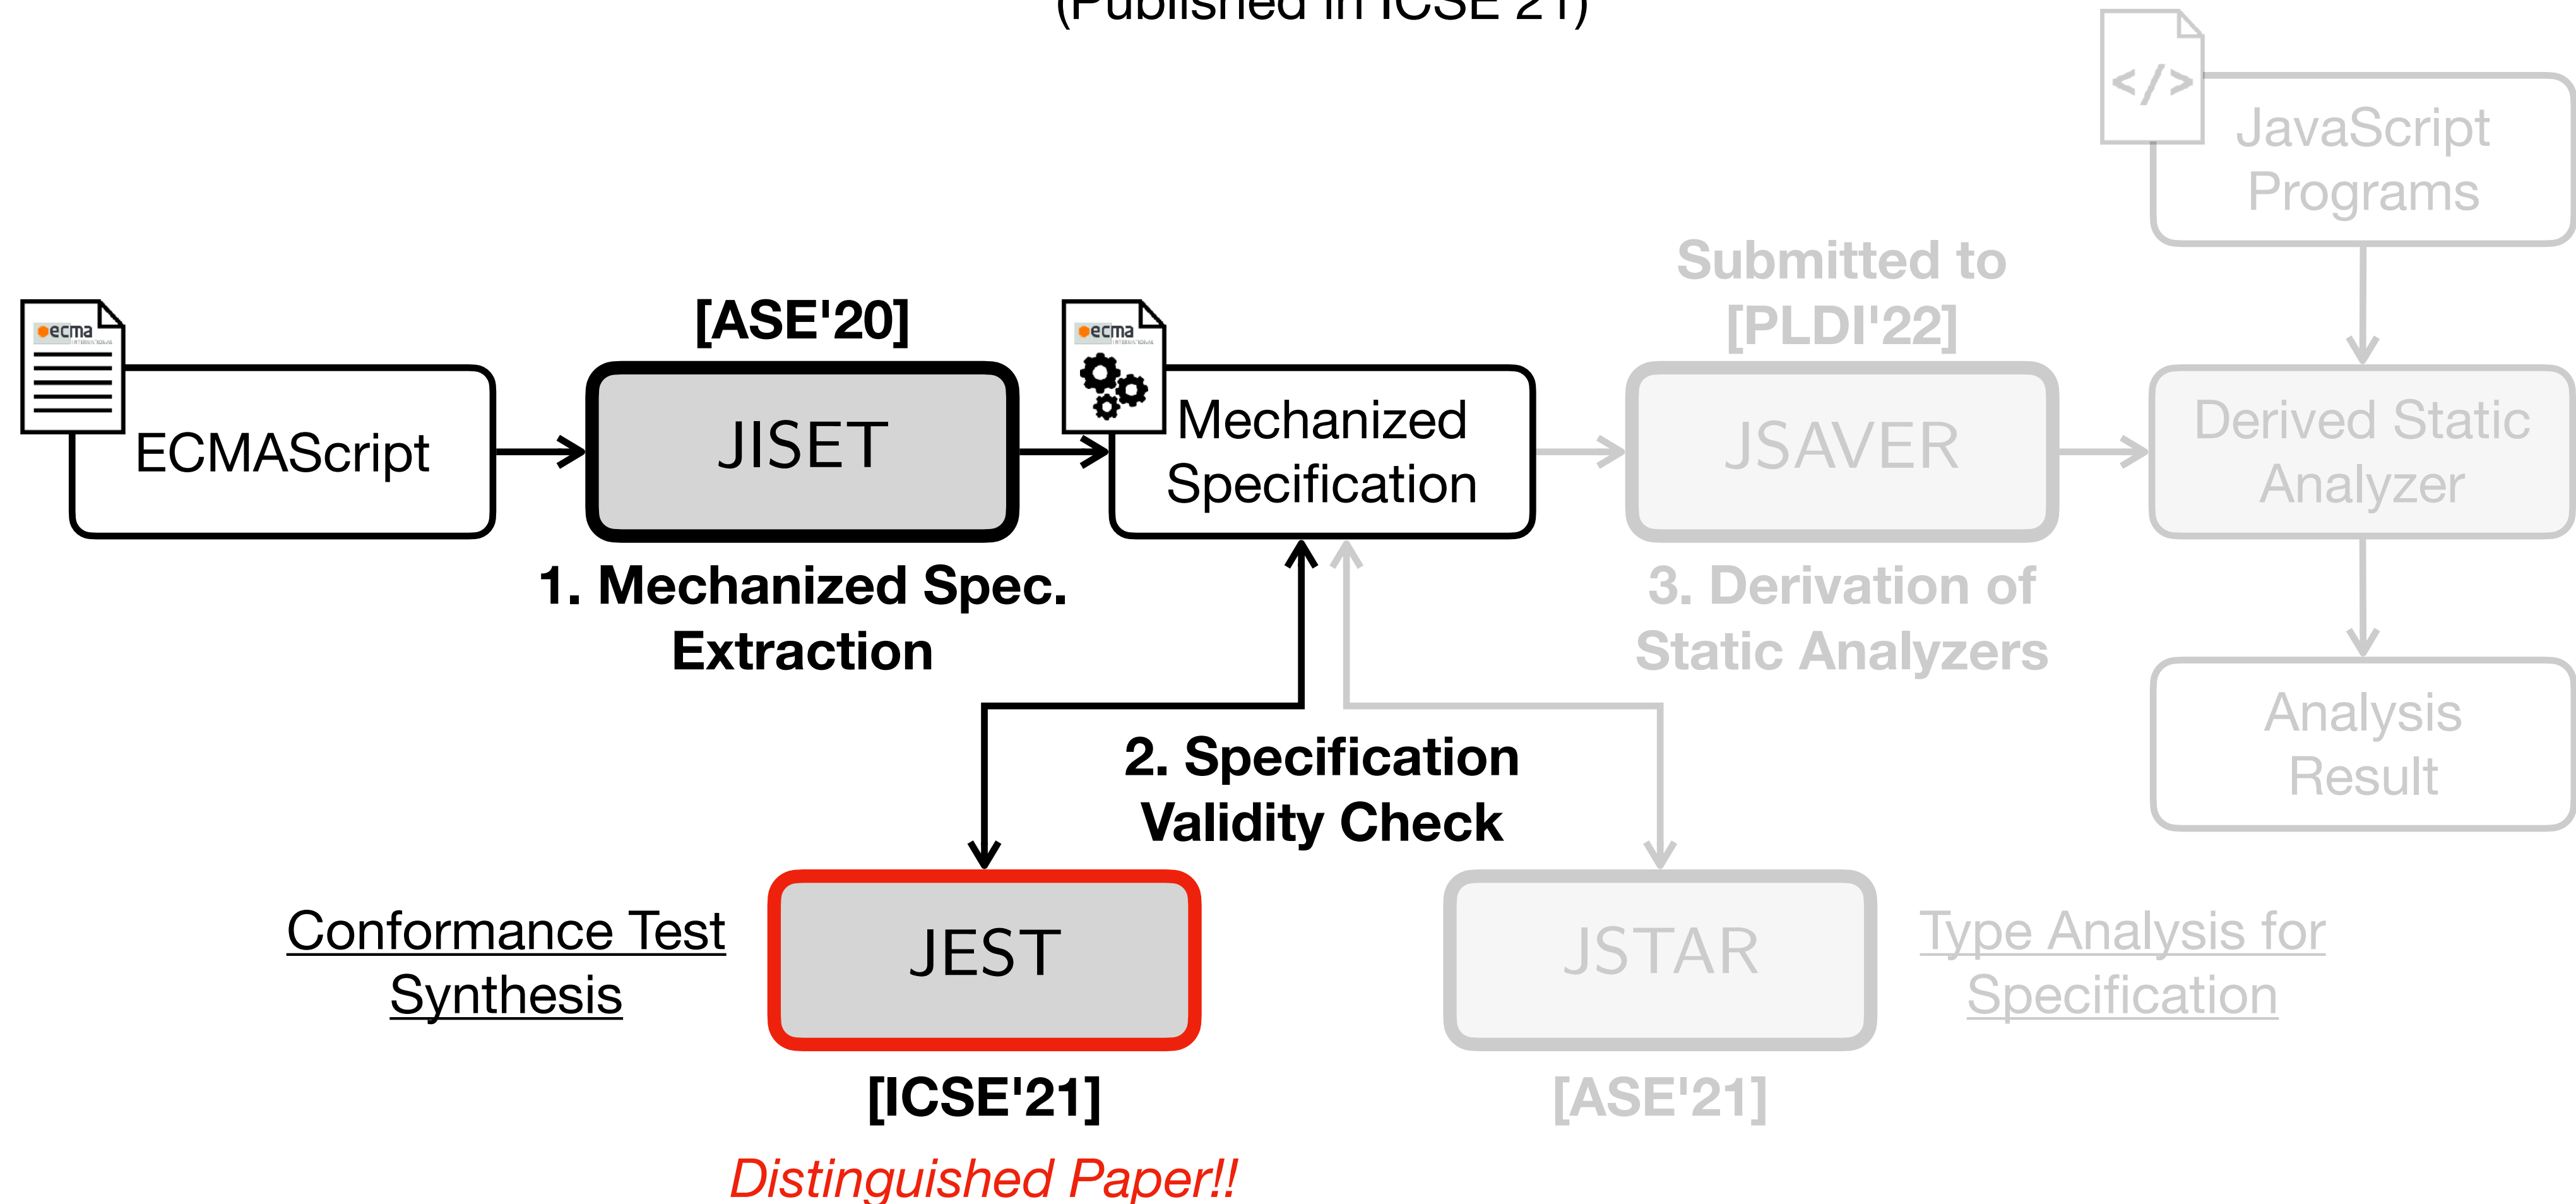 (Published in ICSE'21)
</>
JavaScript
Programs
Submitted to
[PLDI'22]
[ASE'20]
ecma
ecma
ECMAScript
JISET
Mechanized
Specification
JSAVER
Derived Static
Analyzer
1. Mechanized Spec.
Extraction
3. Derivation of
Static Analyzers
Analysis
Result
2. Specification
Validity Check
Conformance Test
Synthesis
JEST
JSTAR
Type Analysis for
Specification
[ICSE'21]
[ASE'21]
Distinguished Paper!!